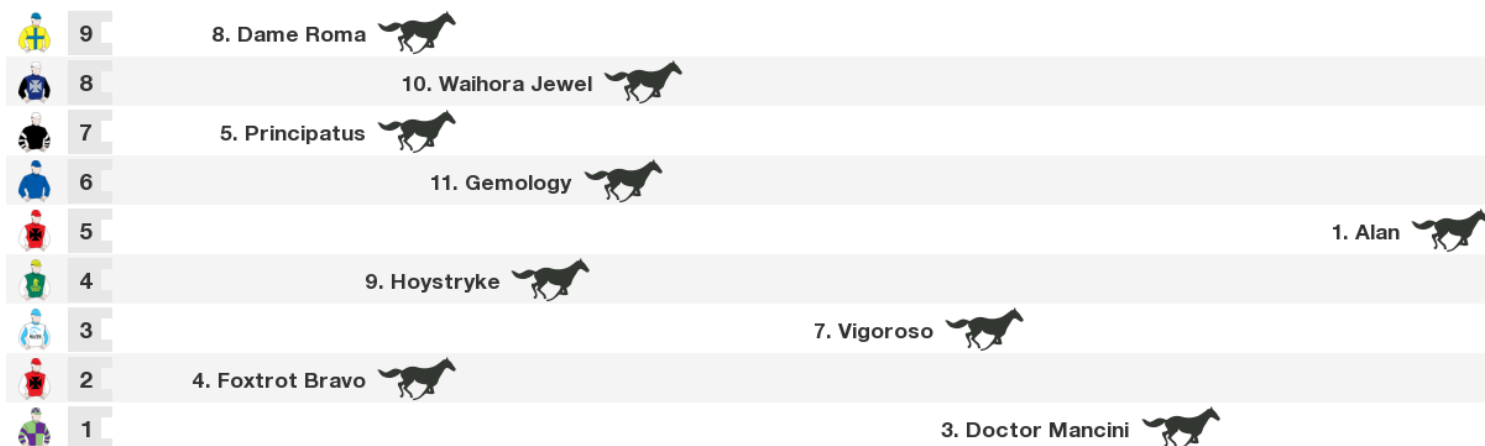 9 8. Dame Roma
8 10. Waihora Jewel
7 5. Principatus
6 11. Gemology
5 1. Alan
4 9. Hoystryke
3 7. Vigoroso
2 4. Foxtrot Bravo
1 3. Doctor Mancini